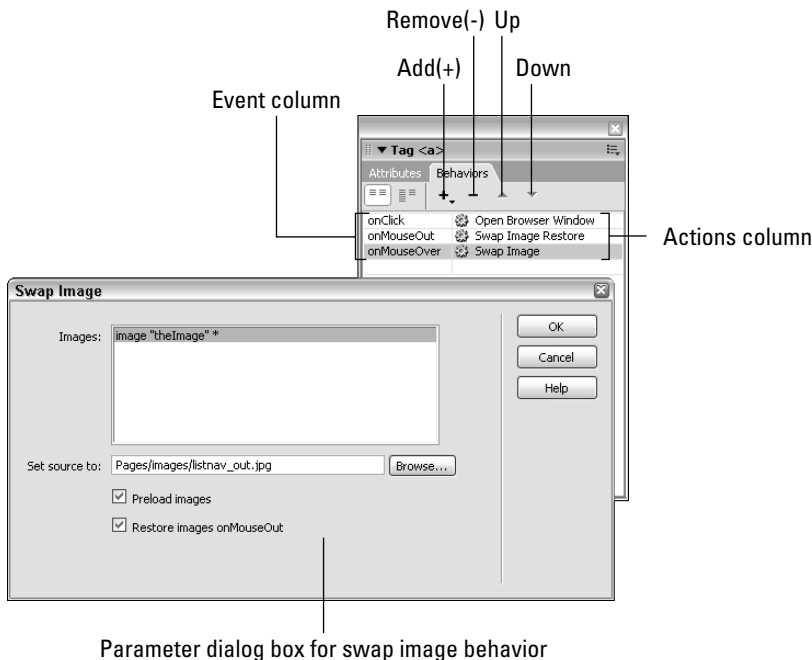 Remove(-) Up
Add(+) Down
Event column
Tag <a>
Attributes Behaviors
onClick Open Browser Window
onMouseOut Swap Image Restore
onMouseOver Swap Image
Actions column
Swap Image
Images: image "theImage" *
OK
Cancel
Help
Set source to: Pages/images/listnav_out.jpg Browse...
Preload images
Restore images onMouseOut
Parameter dialog box for swap image behavior